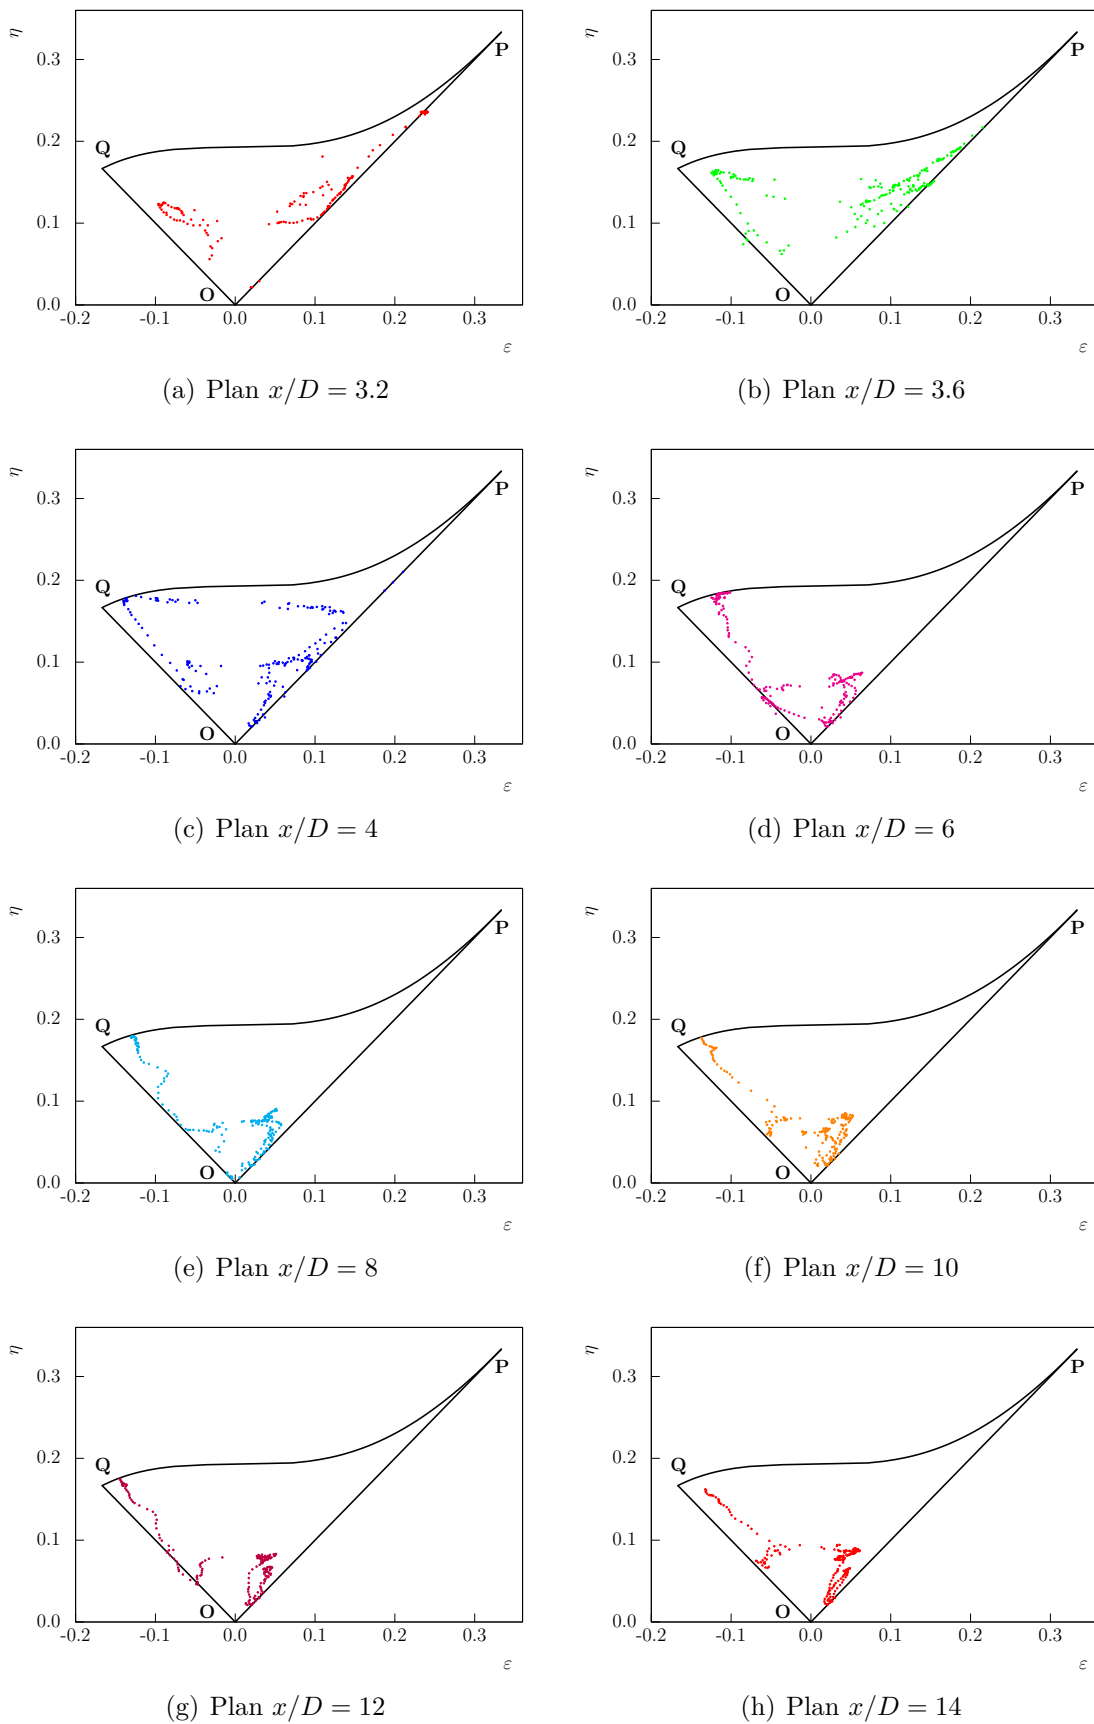 η
0.3
P
0.2
Q
0.1
O
0.0
-0.2 -0.1 0.0 0.1 0.2 0.3
ε
(a) Plan x/D = 3.2
η
0.3
P
0.2
Q
0.1
O
0.0
-0.2 -0.1 0.0 0.1 0.2 0.3
ε
(b) Plan x/D = 3.6
η
0.3
P
0.2
Q
0.1
O
0.0
-0.2 -0.1 0.0 0.1 0.2 0.3
ε
(c) Plan x/D = 4
η
0.3
P
0.2
Q
0.1
O
0.0
-0.2 -0.1 0.0 0.1 0.2 0.3
ε
(d) Plan x/D = 6
η
0.3
P
0.2
Q
0.1
O
0.0
-0.2 -0.1 0.0 0.1 0.2 0.3
ε
(e) Plan x/D = 8
η
0.3
P
0.2
Q
0.1
O
0.0
-0.2 -0.1 0.0 0.1 0.2 0.3
ε
(f) Plan x/D = 10
η
0.3
P
0.2
Q
0.1
O
0.0
-0.2 -0.1 0.0 0.1 0.2 0.3
ε
(g) Plan x/D = 12
η
0.3
P
0.2
Q
0.1
O
0.0
-0.2 -0.1 0.0 0.1 0.2 0.3
ε
(h) Plan x/D = 14